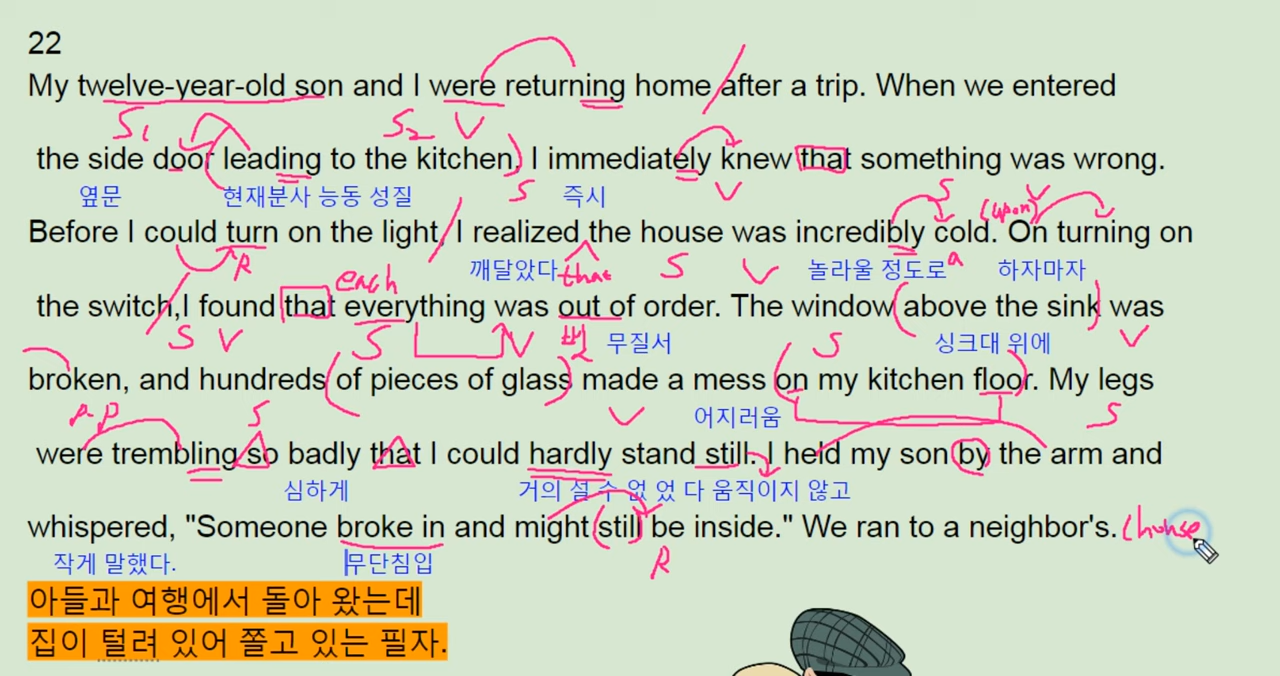 22
My twelve-year-old son and I were returning home after a trip. When we entered
S₁ S₂ V
the side door leading to the kitchen, I immediately knew that something was wrong.
옆문 현재분사 능동 성질 S 즉시 V S V
(upon)
Before I could turn on the light, I realized the house was incredibly cold. On turning on
R 깨달았다 that S V 놀라울 정도로 a 하자마자
each
the switch, I found that everything was out of order. The window above the sink was
S V S V 무질서 S 싱크대 위에 V
broken, and hundreds of pieces of glass made a mess on my kitchen floor. My legs
P.P S V 어지러움 S
were trembling so badly that I could hardly stand still. I held my son by the arm and
심하게 거의 설 수 없 었 다 움직이지 않고
whispered, "Someone broke in and might still be inside." We ran to a neighbor's. (house
작게 말했다. 무단침입 R
아들과 여행에서 돌아 왔는데
집이 털려 있어 쫄고 있는 필자.